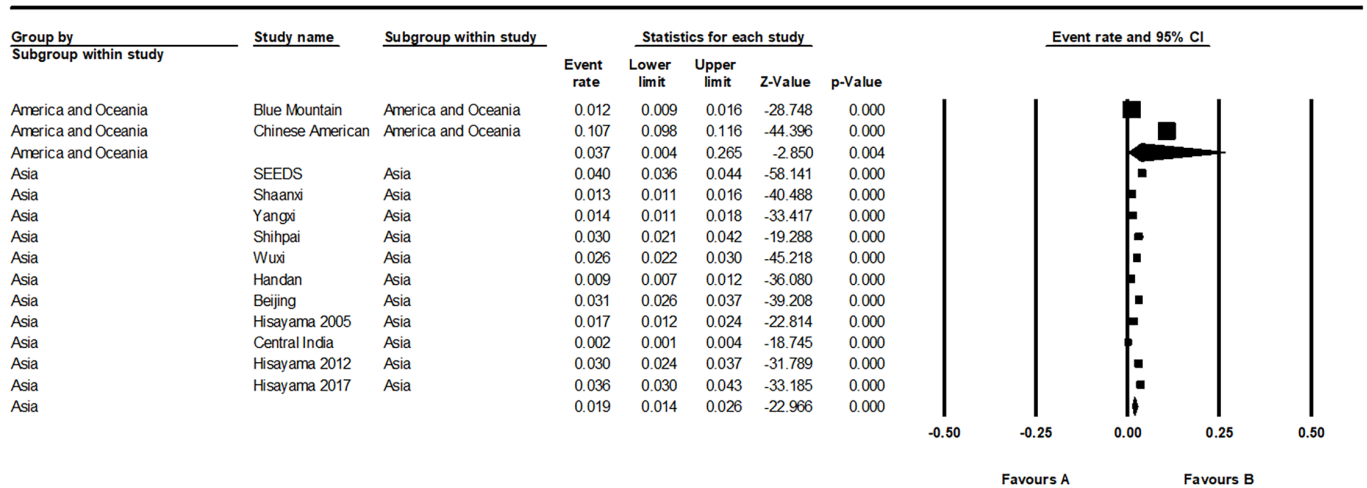 Group by Study name Subgroup within study Statistics for each study Event rate and 95% CI
Subgroup within study
Event Lower Upper
rate limit limit Z-Value p-Value
America and Oceania Blue Mountain America and Oceania 0.012 0.009 0.016 -28.748 0.000
America and Oceania Chinese American America and Oceania 0.107 0.098 0.116 -44.396 0.000
America and Oceania 0.037 0.004 0.265 -2.850 0.004
Asia SEEDS Asia 0.040 0.036 0.044 -58.141 0.000
Asia Shaanxi Asia 0.013 0.011 0.016 -40.488 0.000
Asia Yangxi Asia 0.014 0.011 0.018 -33.417 0.000
Asia Shihpai Asia 0.030 0.021 0.042 -19.288 0.000
Asia Wuxi Asia 0.026 0.022 0.030 -45.218 0.000
Asia Handan Asia 0.009 0.007 0.012 -36.080 0.000
Asia Beijing Asia 0.031 0.026 0.037 -39.208 0.000
Asia Hisayama 2005 Asia 0.017 0.012 0.024 -22.814 0.000
Asia Central India Asia 0.002 0.001 0.004 -18.745 0.000
Asia Hisayama 2012 Asia 0.030 0.024 0.037 -31.789 0.000
Asia Hisayama 2017 Asia 0.036 0.030 0.043 -33.185 0.000
Asia 0.019 0.014 0.026 -22.966 0.000
-0.50 -0.25 0.00 0.25 0.50
Favours A Favours B